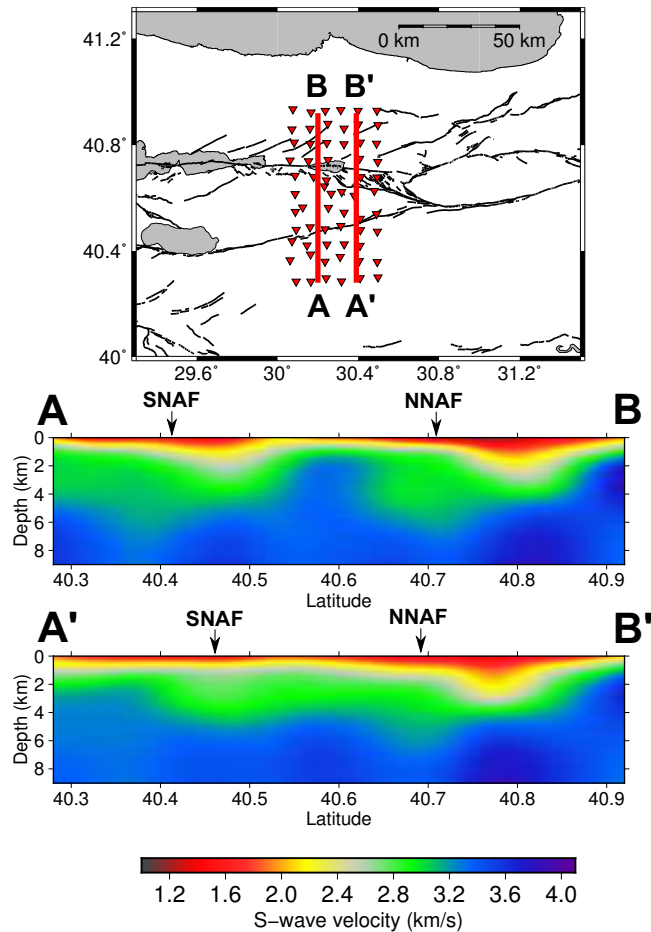 41.2˚
0 km 50 km
B B'
40.8˚
40.4˚
A A'
40˚
29.6˚ 30˚ 30.4˚ 30.8˚ 31.2˚
A SNAF NNAF B
0
2
4
6
8
Depth (km)
40.3 40.4 40.5 40.6 40.7 40.8 40.9
Latitude
A' SNAF NNAF B'
0
2
4
6
8
Depth (km)
40.3 40.4 40.5 40.6 40.7 40.8 40.9
Latitude
1.2 1.6 2.0 2.4 2.8 3.2 3.6 4.0
S−wave velocity (km/s)